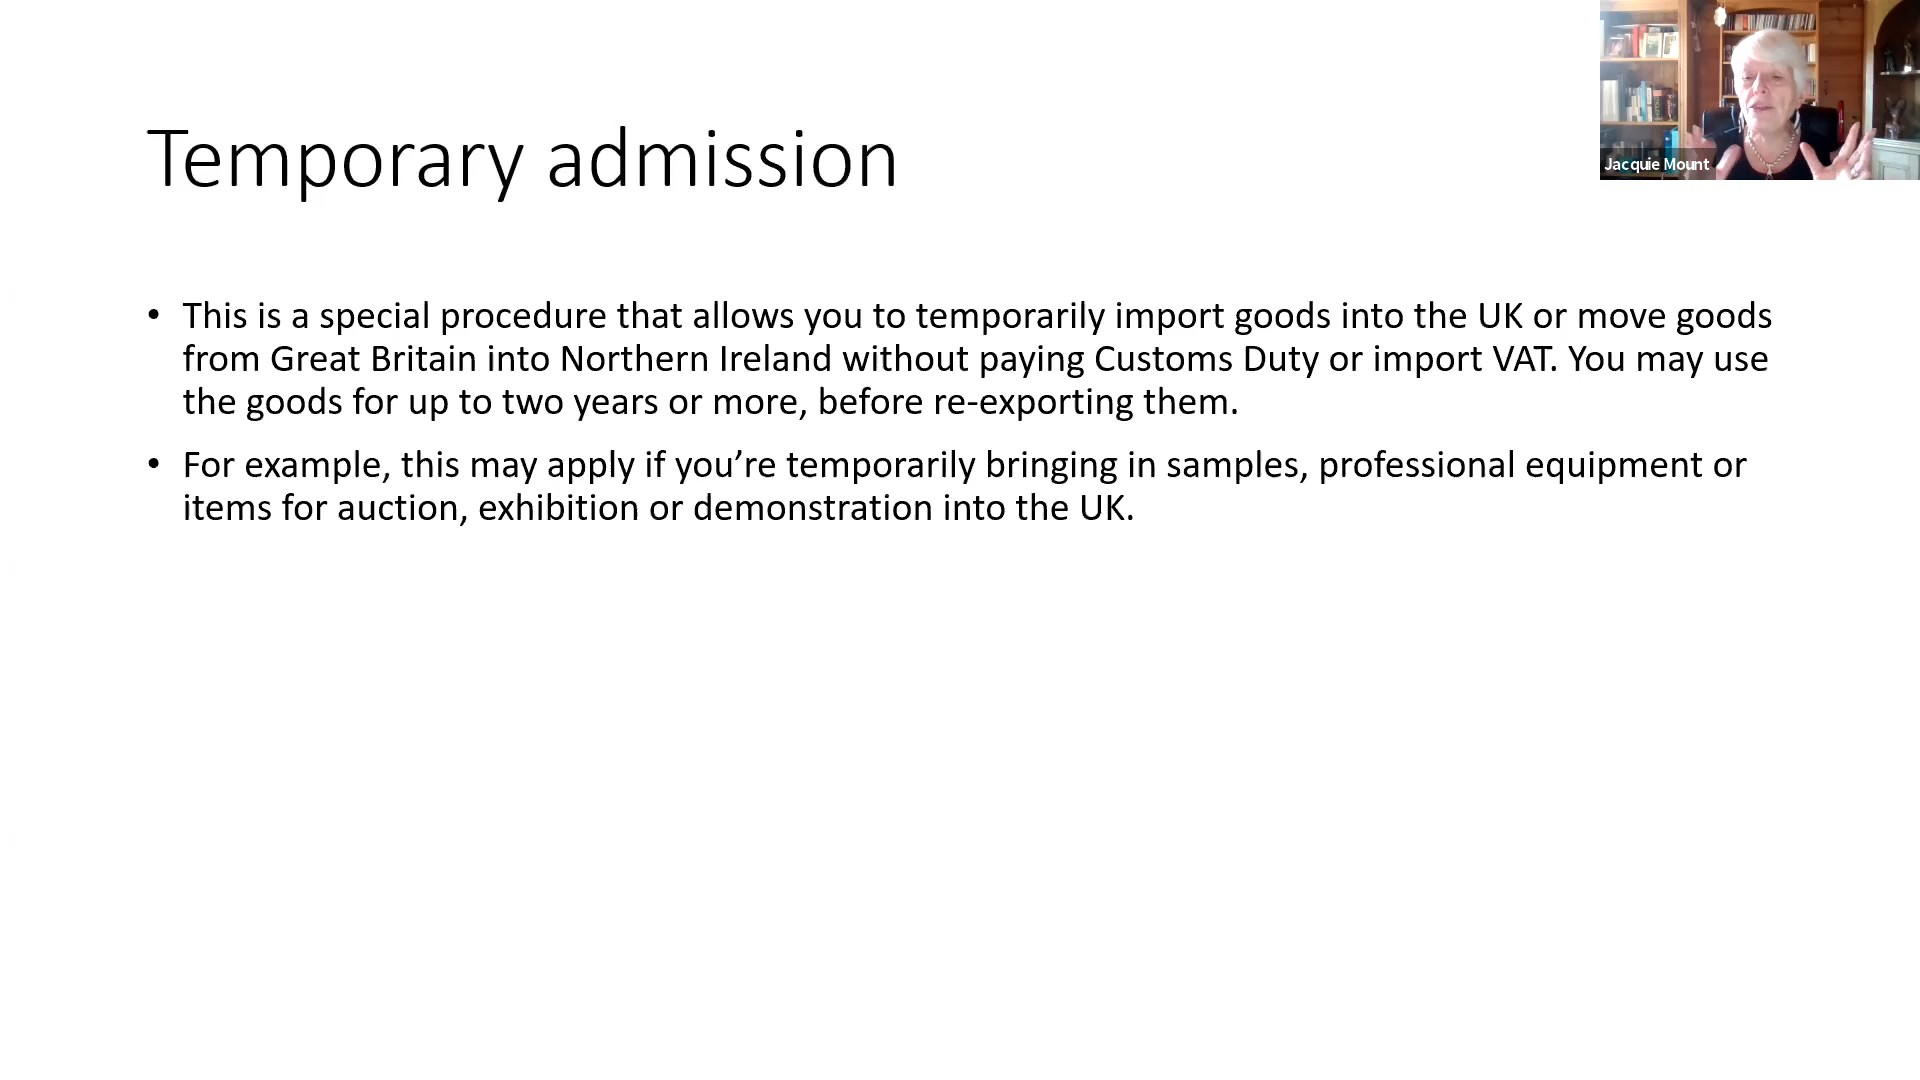 Temporary admission
Jacquie Mount
• This is a special procedure that allows you to temporarily import goods into the UK or move goods
from Great Britain into Northern Ireland without paying Customs Duty or import VAT. You may use
the goods for up to two years or more, before re-exporting them.
• For example, this may apply if you’re temporarily bringing in samples, professional equipment or
items for auction, exhibition or demonstration into the UK.